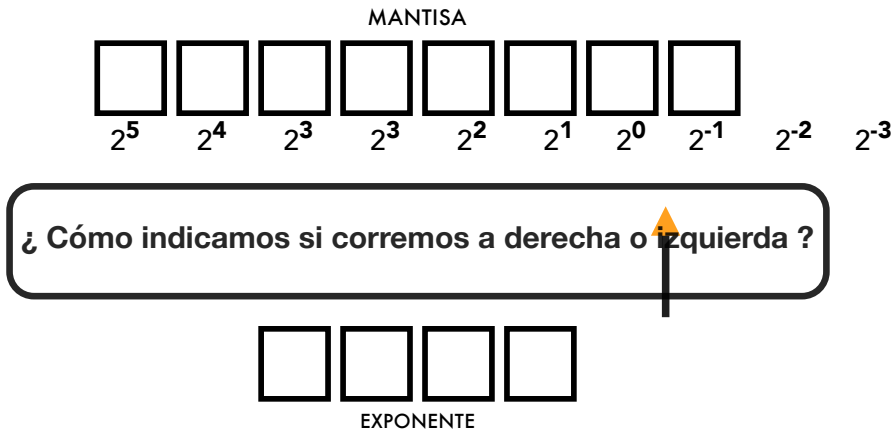 MANTISA
2⁵ 2⁴ 2³ 2³ 2² 2¹ 2⁰ 2⁻¹ 2⁻² 2⁻³
¿ Cómo indicamos si corremos a derecha o izquierda ?
EXPONENTE